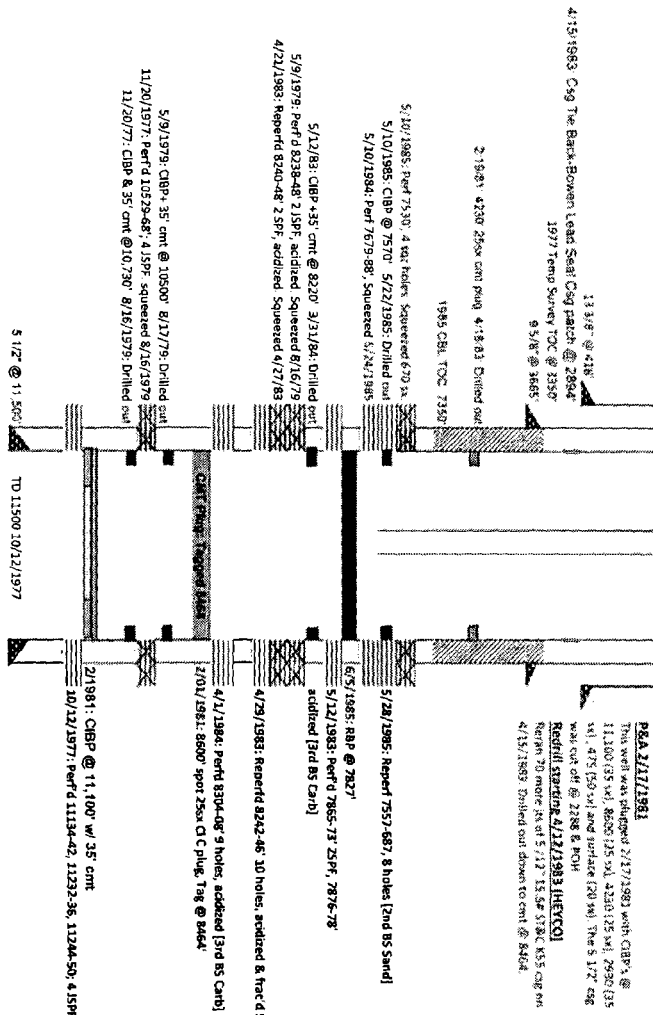 13 3/8" @ 418'
4/15/1983: Csg Tie Back-Bowen Lead Seal Csg patch @ 2894'
1977 Temp Survey TOC @ 3350'
9 5/8" @ 3665'
2/19/81: 4230' 25sx cmt plug 4/18/83: Drilled out
1985 CBL TOC 7350'
5/10/1985: Perf 7530', 4 sqz holes. Squeezed 670 sx.
5/10/1985: CIBP @ 7570' 5/22/1985: Drilled out
5/10/1984: Perf 7679-88', Squeezed 5/24/1985
5/12/83: CIBP +35' cmt @ 8220' 3/31/84: Drilled out
5/9/1979: Perf'd 8238-48' 2 JSPF, acidized. Squeezed 8/16/79
4/21/1983: Reperfd 8240-48' 2 SPF, acidized. Squeezed 4/27/83
5/9/1979: CIBP+ 35' cmt @ 10500' 8/17/79: Drilled out
11/20/1977: Perf'd 10529-68'; 4 JSPF, squeezed 8/16/1979
11/20/77: CIBP & 35' cmt @10,730' 8/16/1979: Drilled out
5 1/2" @ 11,500'
CMT Plug. Tagged 8464
TD 11500 10/12/1977
P&A 2/17/1981
This well was plugged 2/17/1981 with CIBP's @
11,100 (35 sx), 8600 (25 sx), 4230 (25 sx), 2930 (35
sx), 475 (50 sx) and surface (20 sx). The 5 1/2" csg
was cut off @ 2288 & POH
Redrill starting 4/12/1983 (HEYCO)
Reran 70 more jts of 5 /12" 15.5# ST&C K55 csg on
4/15/1983. Drilled out down to cmt @ 8464.
5/28/1985: Reperf 7557-687, 8 holes [2nd BS Sand]
6/5/1985: RBP @ 7827'
5/12/1983: Perf'd 7865-73' 2SPF, 7876-78'
acidized [3rd BS Carb]
4/29/1983: Reperfd 8242-46' 10 holes, acidized & frac'd
4/1/1984: Perfd 8304-08' 9 holes, acidized [3rd BS Carb]
2/01/1981: 8600' spot 25sx Cl C plug, Tag @ 8464'
2/1981: CIBP @ 11,100' w/ 35' cmt
10/12/1977: Perf'd 11134-42, 11232-36, 11244-50; 4 JSPF